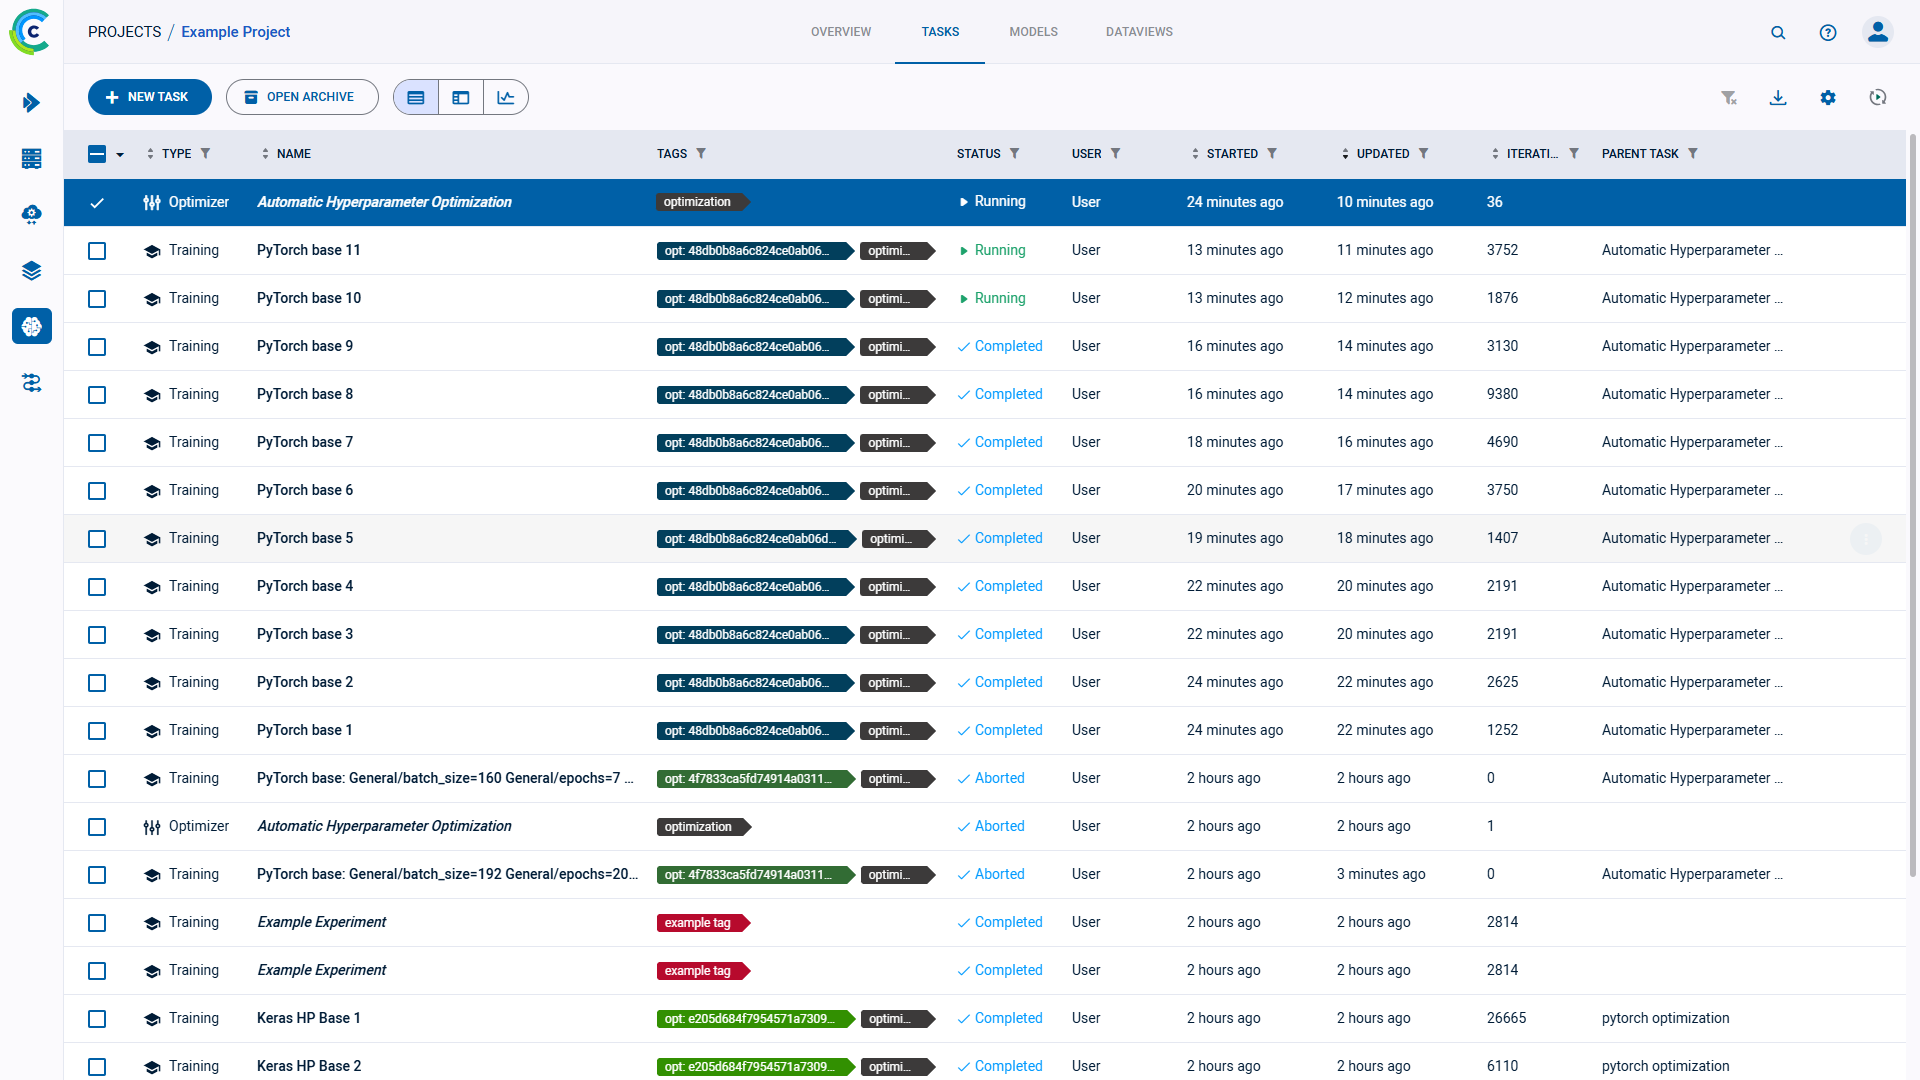 PROJECTS / Example Project
OVERVIEW TASKS MODELS DATAVIEWS
NEW TASK OPEN ARCHIVE
TYPE NAME TAGS STATUS USER STARTED UPDATED ITERATI... PARENT TASK
Optimizer Automatic Hyperparameter Optimization optimization Running User 24 minutes ago 10 minutes ago 36
Training PyTorch base 11 opt: 48db0b8a6c824ce0ab06... optimi... Running User 13 minutes ago 11 minutes ago 3752 Automatic Hyperparameter ...
Training PyTorch base 10 opt: 48db0b8a6c824ce0ab06... optimi... Running User 13 minutes ago 12 minutes ago 1876 Automatic Hyperparameter ...
Training PyTorch base 9 opt: 48db0b8a6c824ce0ab06... optimi... Completed User 16 minutes ago 14 minutes ago 3130 Automatic Hyperparameter ...
Training PyTorch base 8 opt: 48db0b8a6c824ce0ab06... optimi... Completed User 16 minutes ago 14 minutes ago 9380 Automatic Hyperparameter ...
Training PyTorch base 7 opt: 48db0b8a6c824ce0ab06... optimi... Completed User 18 minutes ago 16 minutes ago 4690 Automatic Hyperparameter ...
Training PyTorch base 6 opt: 48db0b8a6c824ce0ab06... optimi... Completed User 20 minutes ago 17 minutes ago 3750 Automatic Hyperparameter ...
Training PyTorch base 5 opt: 48db0b8a6c824ce0ab06d... optimi... Completed User 19 minutes ago 18 minutes ago 1407 Automatic Hyperparameter ...
Training PyTorch base 4 opt: 48db0b8a6c824ce0ab06... optimi... Completed User 22 minutes ago 20 minutes ago 2191 Automatic Hyperparameter ...
Training PyTorch base 3 opt: 48db0b8a6c824ce0ab06... optimi... Completed User 22 minutes ago 20 minutes ago 2191 Automatic Hyperparameter ...
Training PyTorch base 2 opt: 48db0b8a6c824ce0ab06... optimi... Completed User 24 minutes ago 22 minutes ago 2625 Automatic Hyperparameter ...
Training PyTorch base 1 opt: 48db0b8a6c824ce0ab06... optimi... Completed User 24 minutes ago 22 minutes ago 1252 Automatic Hyperparameter ...
Training PyTorch base: General/batch_size=160 General/epochs=7 ... opt: 4f7833ca5fd74914a0311... optimi... Aborted User 2 hours ago 2 hours ago 0 Automatic Hyperparameter ...
Optimizer Automatic Hyperparameter Optimization optimization Aborted User 2 hours ago 2 hours ago 1
Training PyTorch base: General/batch_size=192 General/epochs=20... opt: 4f7833ca5fd74914a0311... optimi... Aborted User 2 hours ago 3 minutes ago 0 Automatic Hyperparameter ...
Training Example Experiment example tag Completed User 2 hours ago 2 hours ago 2814
Training Example Experiment example tag Completed User 2 hours ago 2 hours ago 2814
Training Keras HP Base 1 opt: e205d684f7954571a7309... optimi... Completed User 2 hours ago 2 hours ago 26665 pytorch optimization
Training Keras HP Base 2 opt: e205d684f7954571a7309... optimi... Completed User 2 hours ago 2 hours ago 6110 pytorch optimization